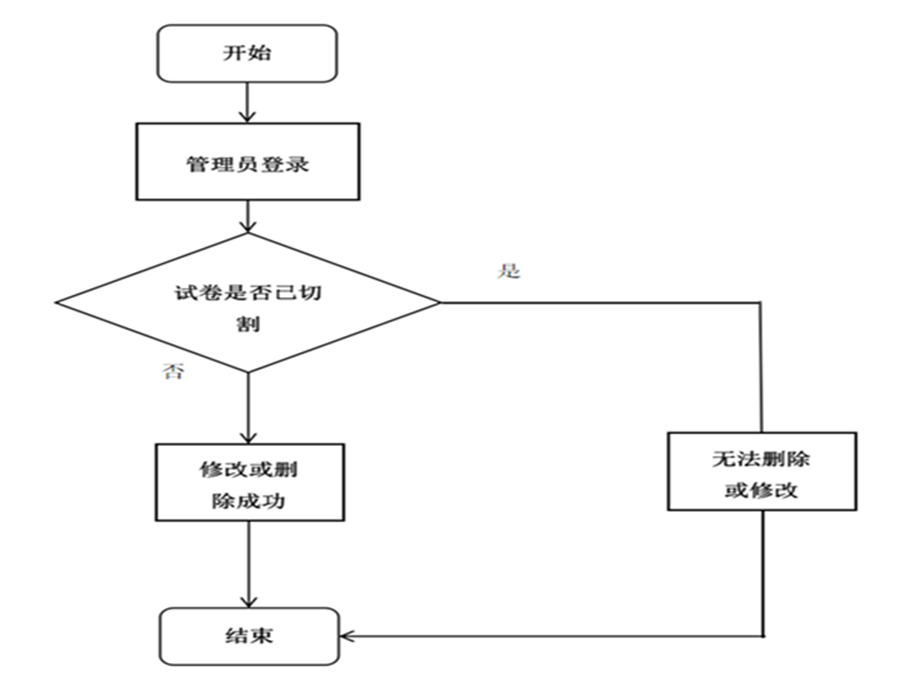 开始
管理员登录
试卷是否已切
割
是
否
修改或删
除成功
无法删除
或修改
结束